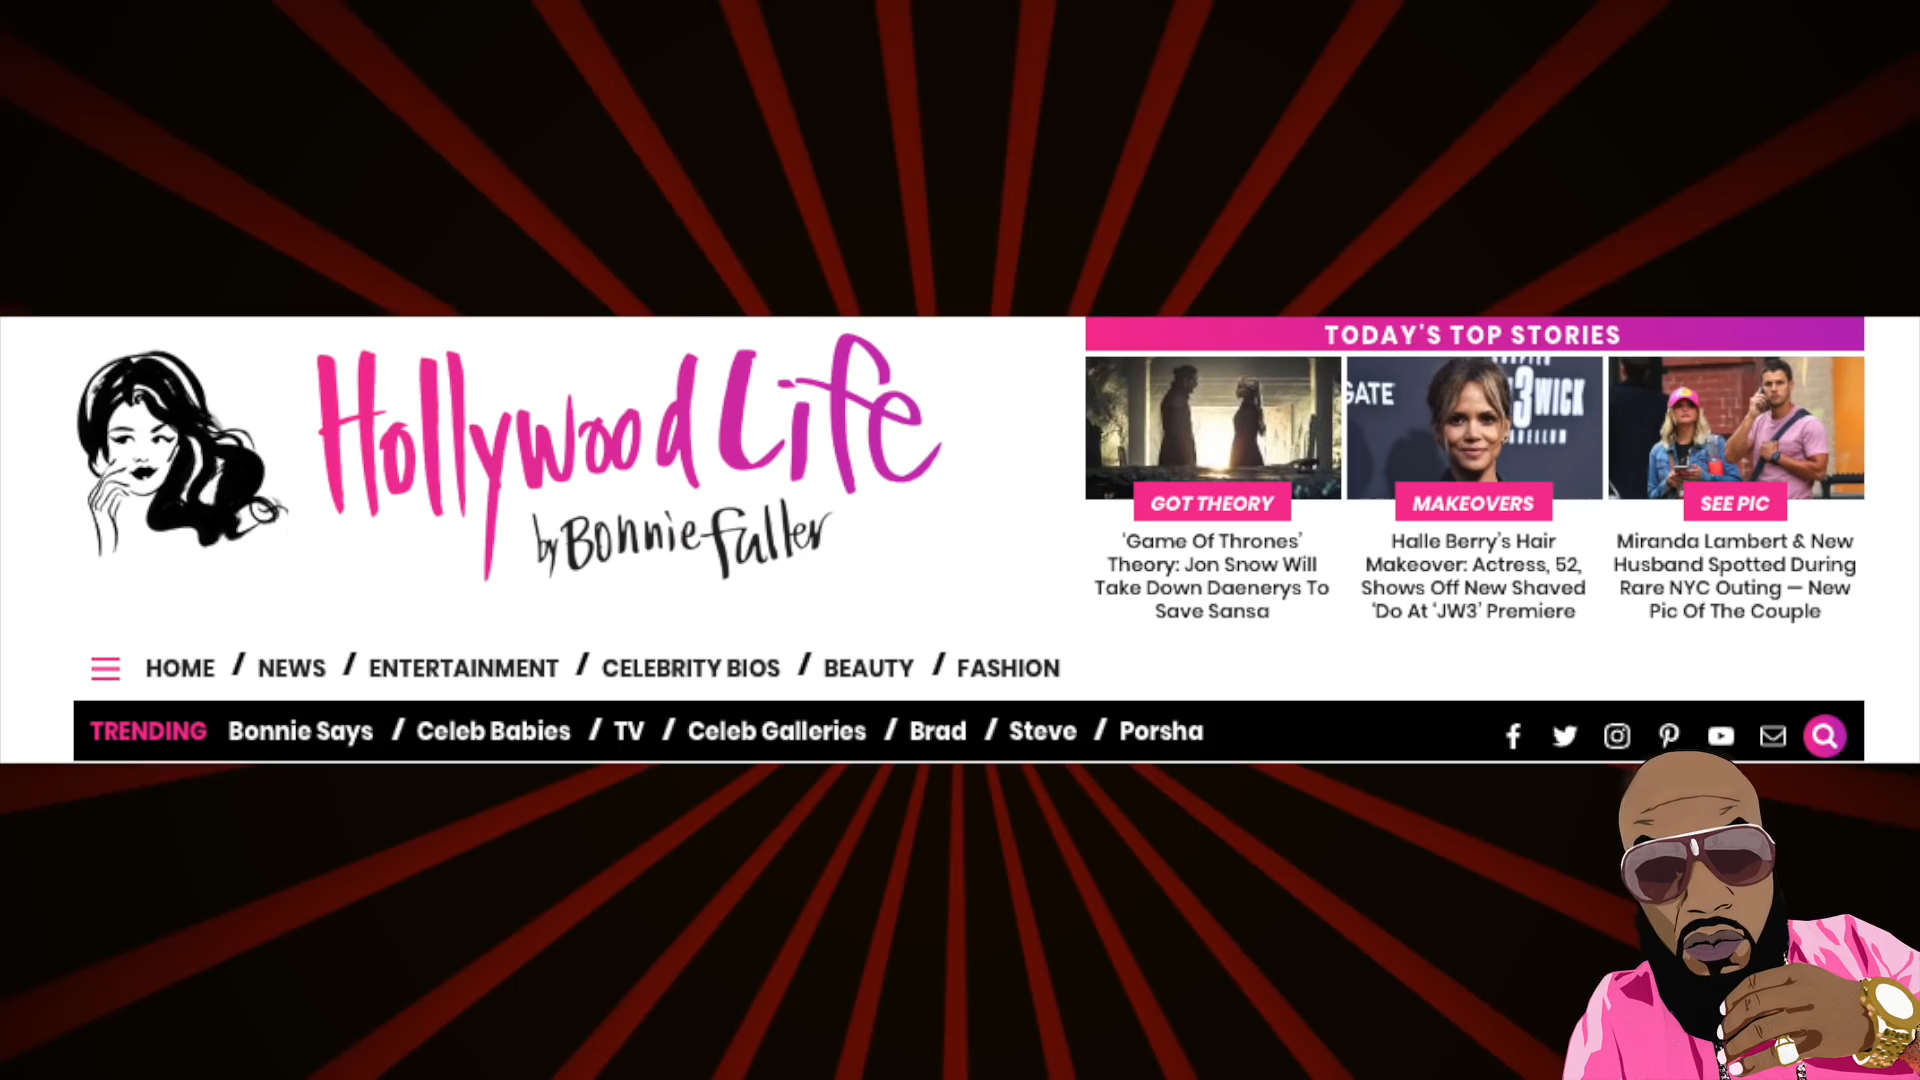 Hollywood Life
by Bonnie Fuller
TODAY'S TOP STORIES
GATE
3 WICK
GOT THEORY
MAKEOVERS
SEE PIC
'Game Of Thrones'
Theory: Jon Snow Will
Take Down Daenerys To
Save Sansa
Halle Berry's Hair
Makeover: Actress, 52,
Shows Off New Shaved
'Do At 'JW3' Premiere
Miranda Lambert & New
Husband Spotted During
Rare NYC Outing — New
Pic Of The Couple
HOME / NEWS / ENTERTAINMENT / CELEBRITY BIOS / BEAUTY / FASHION
TRENDING Bonnie Says / Celeb Babies / TV / Celeb Galleries / Brad / Steve / Porsha